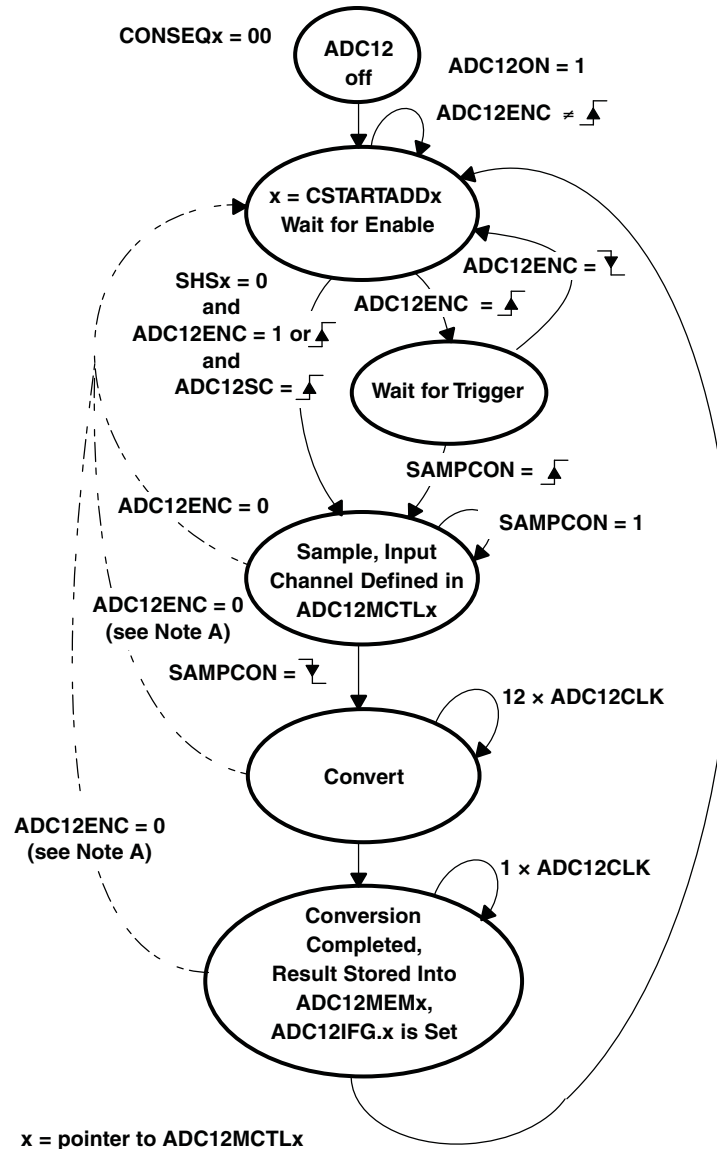 CONSEQx = 00
ADC12
off
ADC12ON = 1
ADC12ENC ≠
x = CSTARTADDx
Wait for Enable
ADC12ENC =
SHSx = 0
and
ADC12ENC = 1 or
and
ADC12SC =
ADC12ENC =
Wait for Trigger
SAMPCON =
ADC12ENC = 0
SAMPCON = 1
Sample, Input
Channel Defined in
ADC12MCTLx
ADC12ENC = 0
(see Note A)
SAMPCON =
12 × ADC12CLK
Convert
ADC12ENC = 0
(see Note A)
1 × ADC12CLK
Conversion
Completed,
Result Stored Into
ADC12MEMx,
ADC12IFG.x is Set
x = pointer to ADC12MCTLx